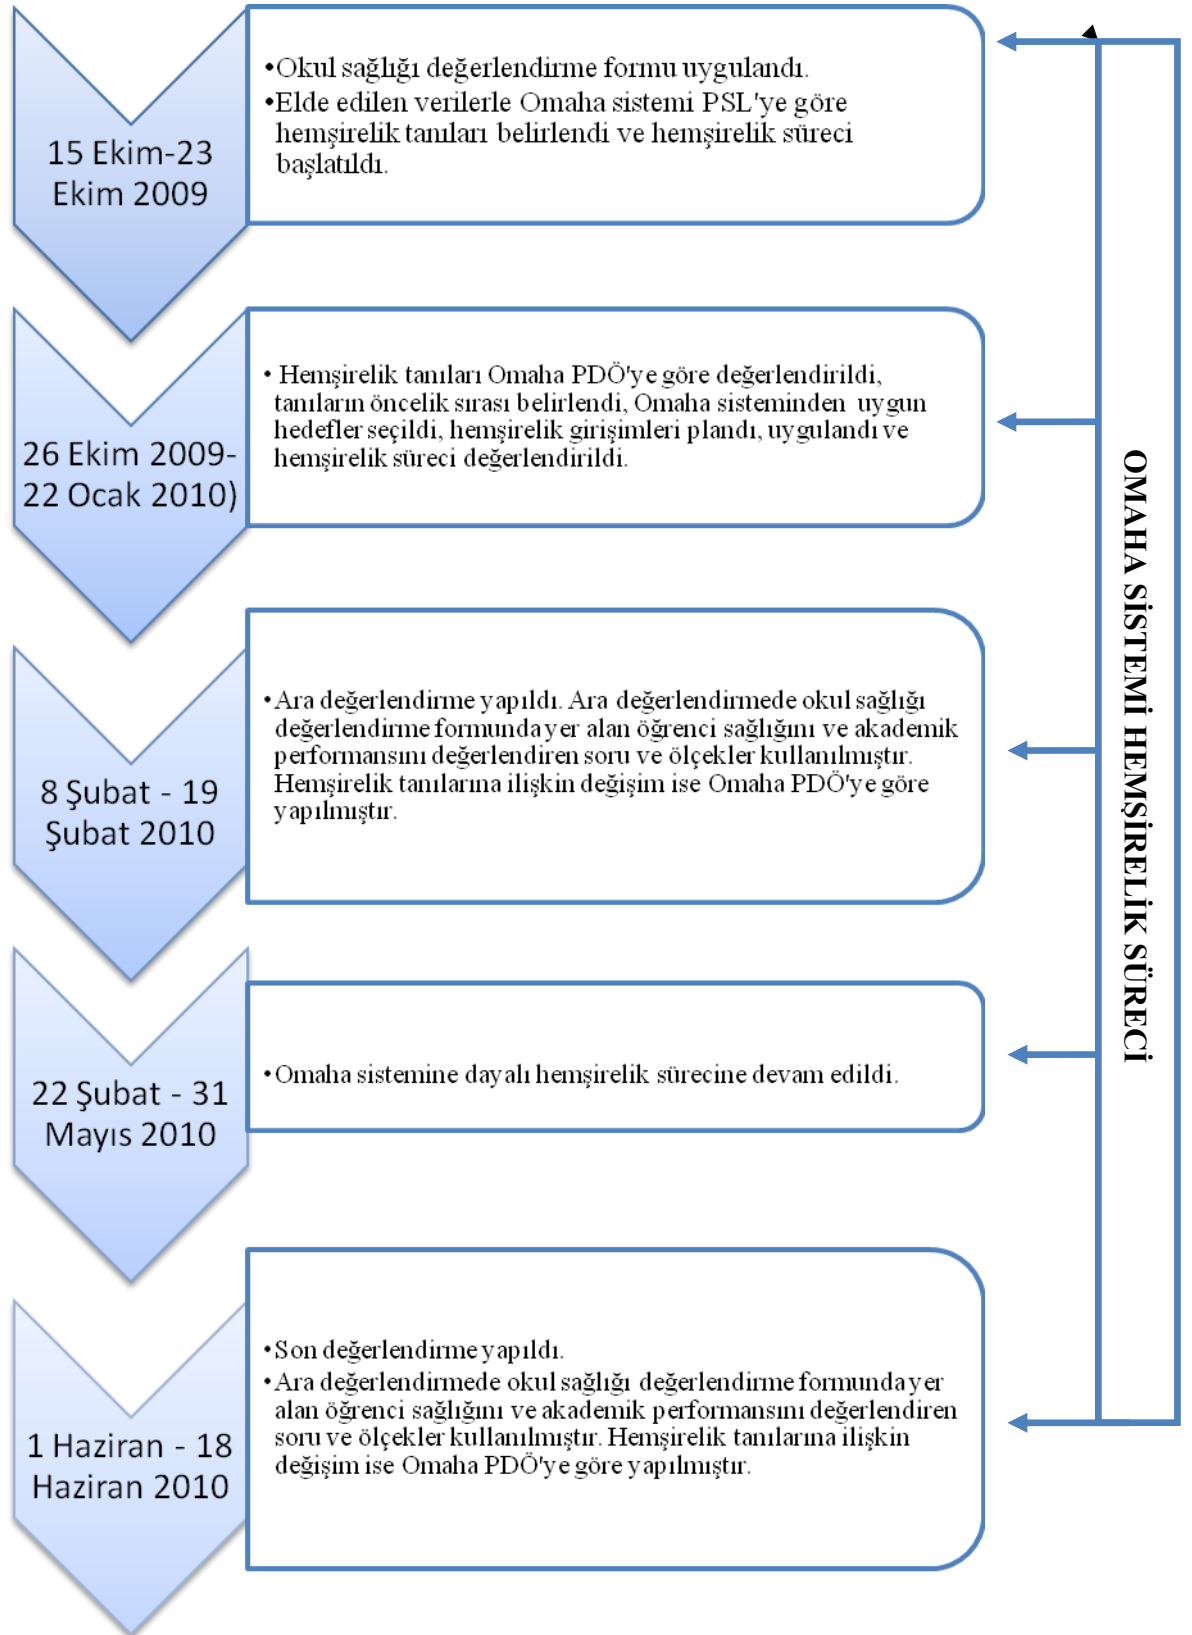 15 Ekim-23
Ekim 2009
•Okul sağlığı değerlendirme formu uygulandı.
•Elde edilen verilerle Omaha sistemi PSL'ye göre
hemşirelik tanıları belirlendi ve hemşirelik süreci
başlatıldı.
26 Ekim 2009-
22 Ocak 2010)
• Hemşirelik tanıları Omaha PDÖ'ye göre değerlendirildi,
tanıların öncelik sırası belirlendi, Omaha sisteminden uygun
hedefler seçildi, hemşirelik girişimleri plandı, uygulandı ve
hemşirelik süreci değerlendirildi.
8 Şubat - 19
Şubat 2010
•Ara değerlendirme yapıldı. Ara değerlendirmede okul sağlığı
değerlendirme formunda yer alan öğrenci sağlığını ve akademik
performansını değerlendiren soru ve ölçekler kullanılmıştır.
Hemşirelik tanılarına ilişkin değişim ise Omaha PDÖ'ye göre
yapılmıştır.
22 Şubat - 31
Mayıs 2010
•Omaha sistemine dayalı hemşirelik sürecine devam edildi.
1 Haziran - 18
Haziran 2010
•Son değerlendirme yapıldı.
•Ara değerlendirmede okul sağlığı değerlendirme formunda yer
alan öğrenci sağlığını ve akademik performansını değerlendiren
soru ve ölçekler kullanılmıştır. Hemşirelik tanılarına ilişkin
değişim ise Omaha PDÖ'ye göre yapılmıştır.
OMAHA SİSTEMİ HEMŞİRELİK SÜRECİ